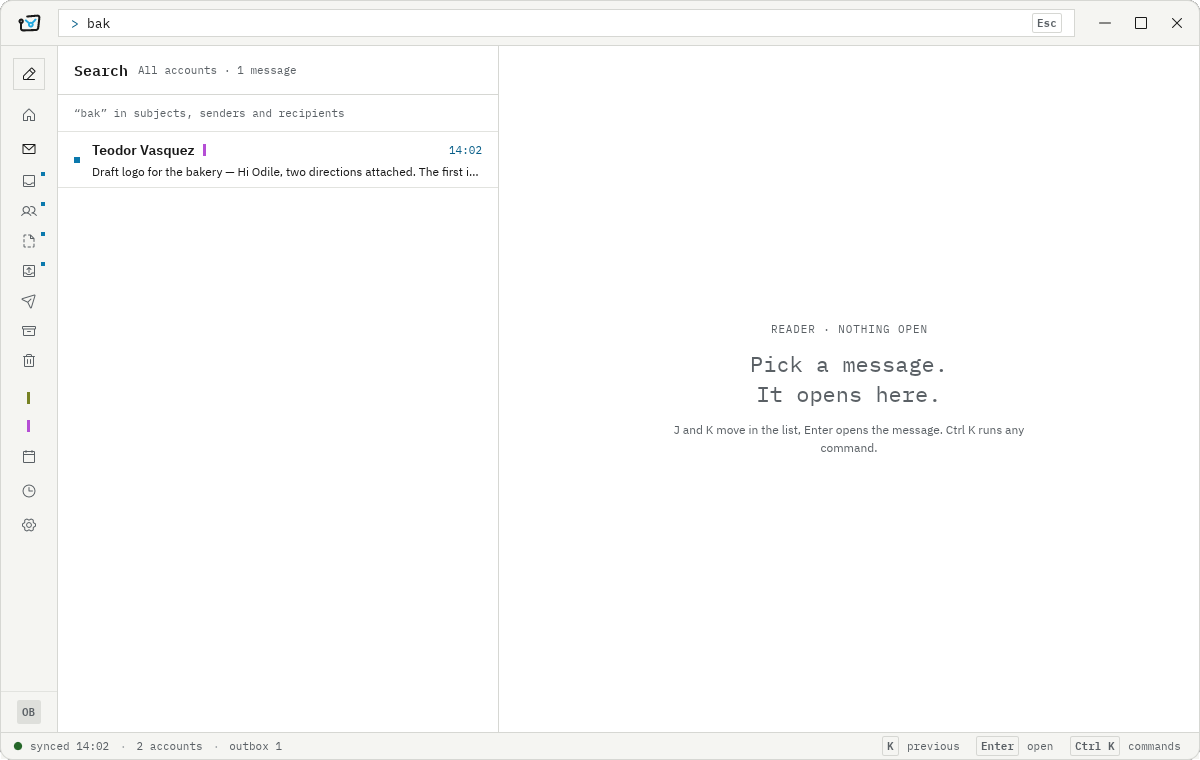 > bak
Esc
Search All accounts · 1 message
“bak” in subjects, senders and recipients
Teodor Vasquez 14:02
Draft logo for the bakery — Hi Odile, two directions attached. The first i…
READER · NOTHING OPEN
Pick a message.
It opens here.
J and K move in the list, Enter opens the message. Ctrl K runs any
command.
OB
synced 14:02 · 2 accounts · outbox 1
K previous Enter open Ctrl K commands